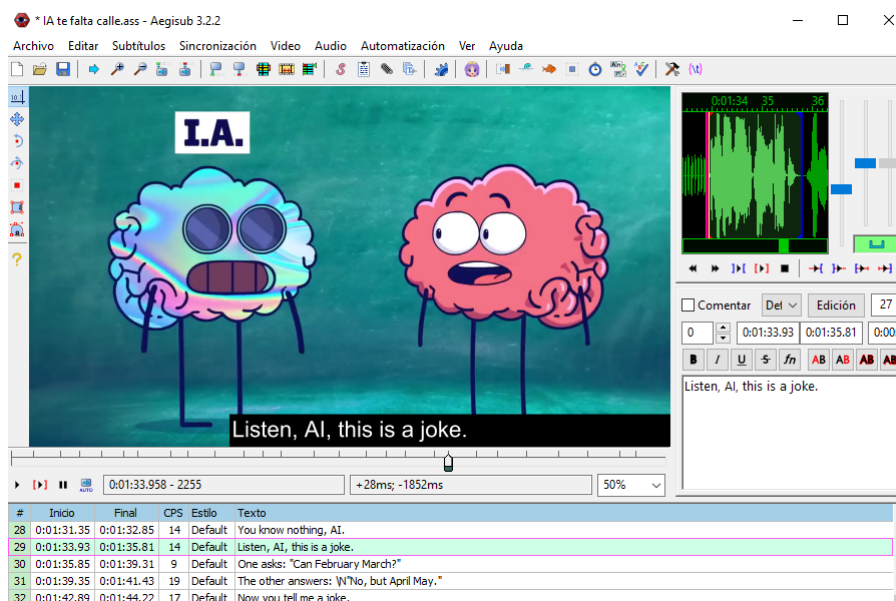 * IA te falta calle.ass - Aegisub 3.2.2
Archivo Editar Subtítulos Sincronización Video Audio Automatización Ver Ayuda
I.A.
Listen, AI, this is a joke.
0:01:34 35 36
Comentar Edición 27
0 0:01:33.93 0:01:35.81
B I U S fn AB AB AB AB
Listen, AI, this is a joke.
AUTO 0:01:33.958 - 2255 +28ms; -1852ms 50%
# Inicio Final CPS Estilo Texto
28 0:01:31.35 0:01:32.85 14 Default You know nothing, AI.
29 0:01:33.93 0:01:35.81 14 Default Listen, AI, this is a joke.
30 0:01:35.85 0:01:39.31 9 Default One asks: "Can February March?"
31 0:01:39.35 0:01:41.43 19 Default The other answers: \N"No, but April May."
32 0:01:42.89 0:01:44.22 17 Default Now you tell me a joke.